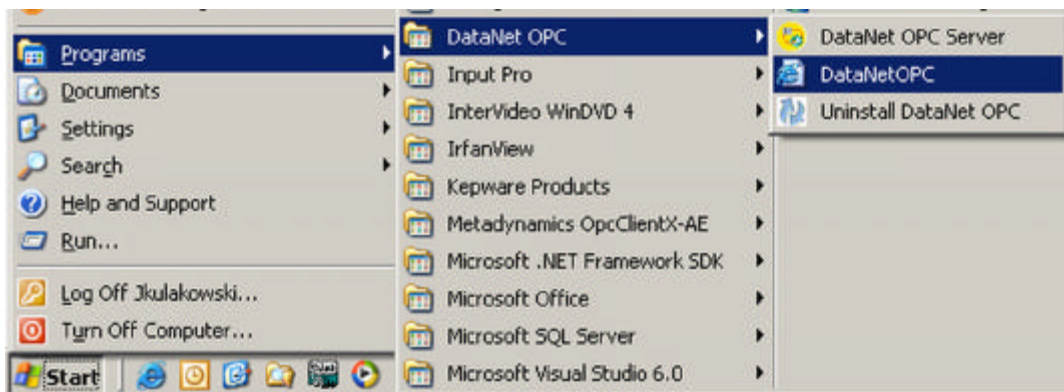 Programs
Documents
Settings
Search
Help and Support
Run...
Log Off Jkulakowski...
Turn Off Computer...
Start
DataNet OPC
Input Pro
InterVideo WinDVD 4
IrfanView
Kepware Products
Metadynamics OpcClientX-AE
Microsoft .NET Framework SDK
Microsoft Office
Microsoft SQL Server
Microsoft Visual Studio 6.0
DataNet OPC Server
DataNetOPC
Uninstall DataNet OPC